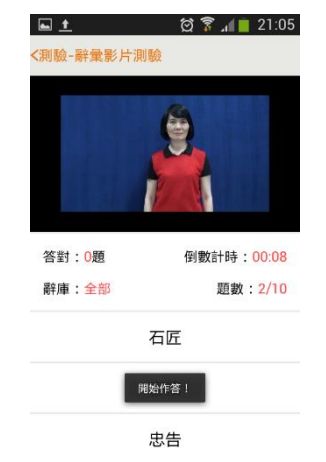 21:05
<測驗-辭彙影片測驗
答對：0題 倒數計時：00:08
辭庫：全部 題數：2/10
石匠
開始作答！
忠告